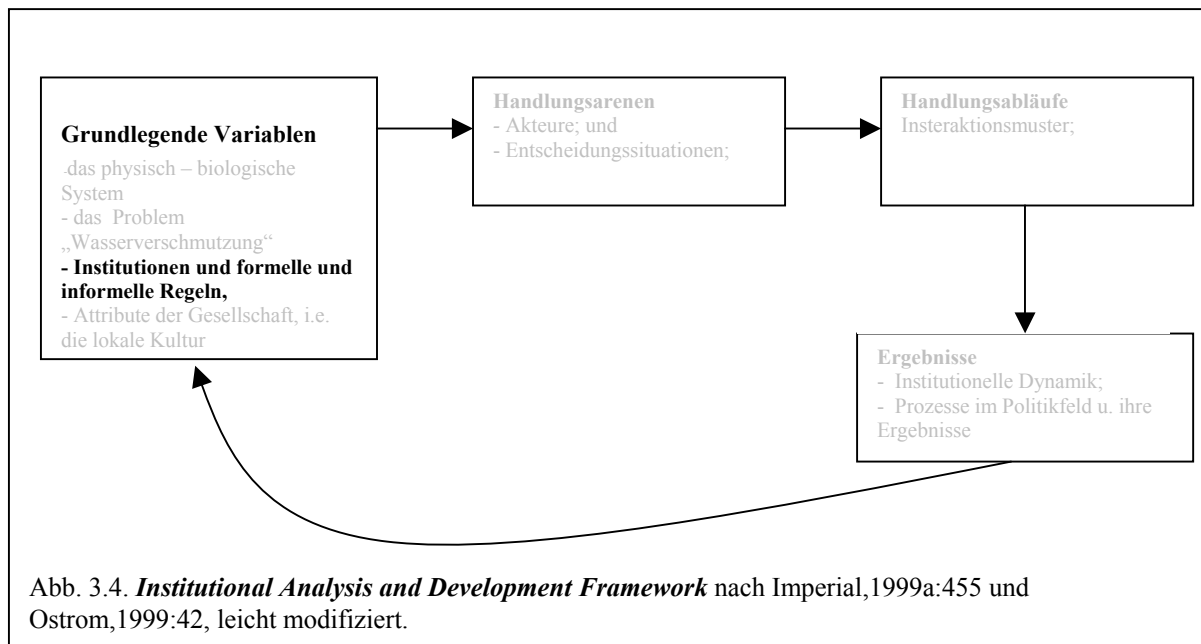 Grundlegende Variablen
-das physisch – biologische
System
- das Problem
„Wasserverschmutzung“
- Institutionen und formelle und
informelle Regeln,
- Attribute der Gesellschaft, i.e.
die lokale Kultur
Handlungsarenen
- Akteure; und
- Entscheidungssituationen;
Handlungsabläufe
Insteraktionsmuster;
Ergebnisse
- Institutionelle Dynamik;
- Prozesse im Politikfeld u. ihre
Ergebnisse
Abb. 3.4. Institutional Analysis and Development Framework nach Imperial,1999a:455 und
Ostrom,1999:42, leicht modifiziert.